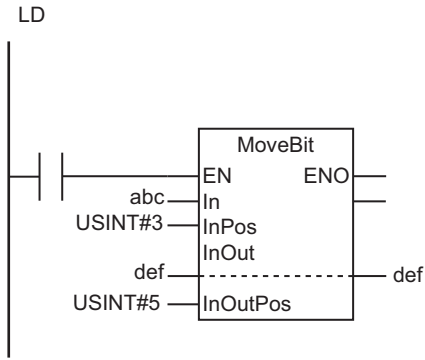 LD
MoveBit
EN ENO
abc In
USINT#3 InPos
InOut
def def
USINT#5 InOutPos